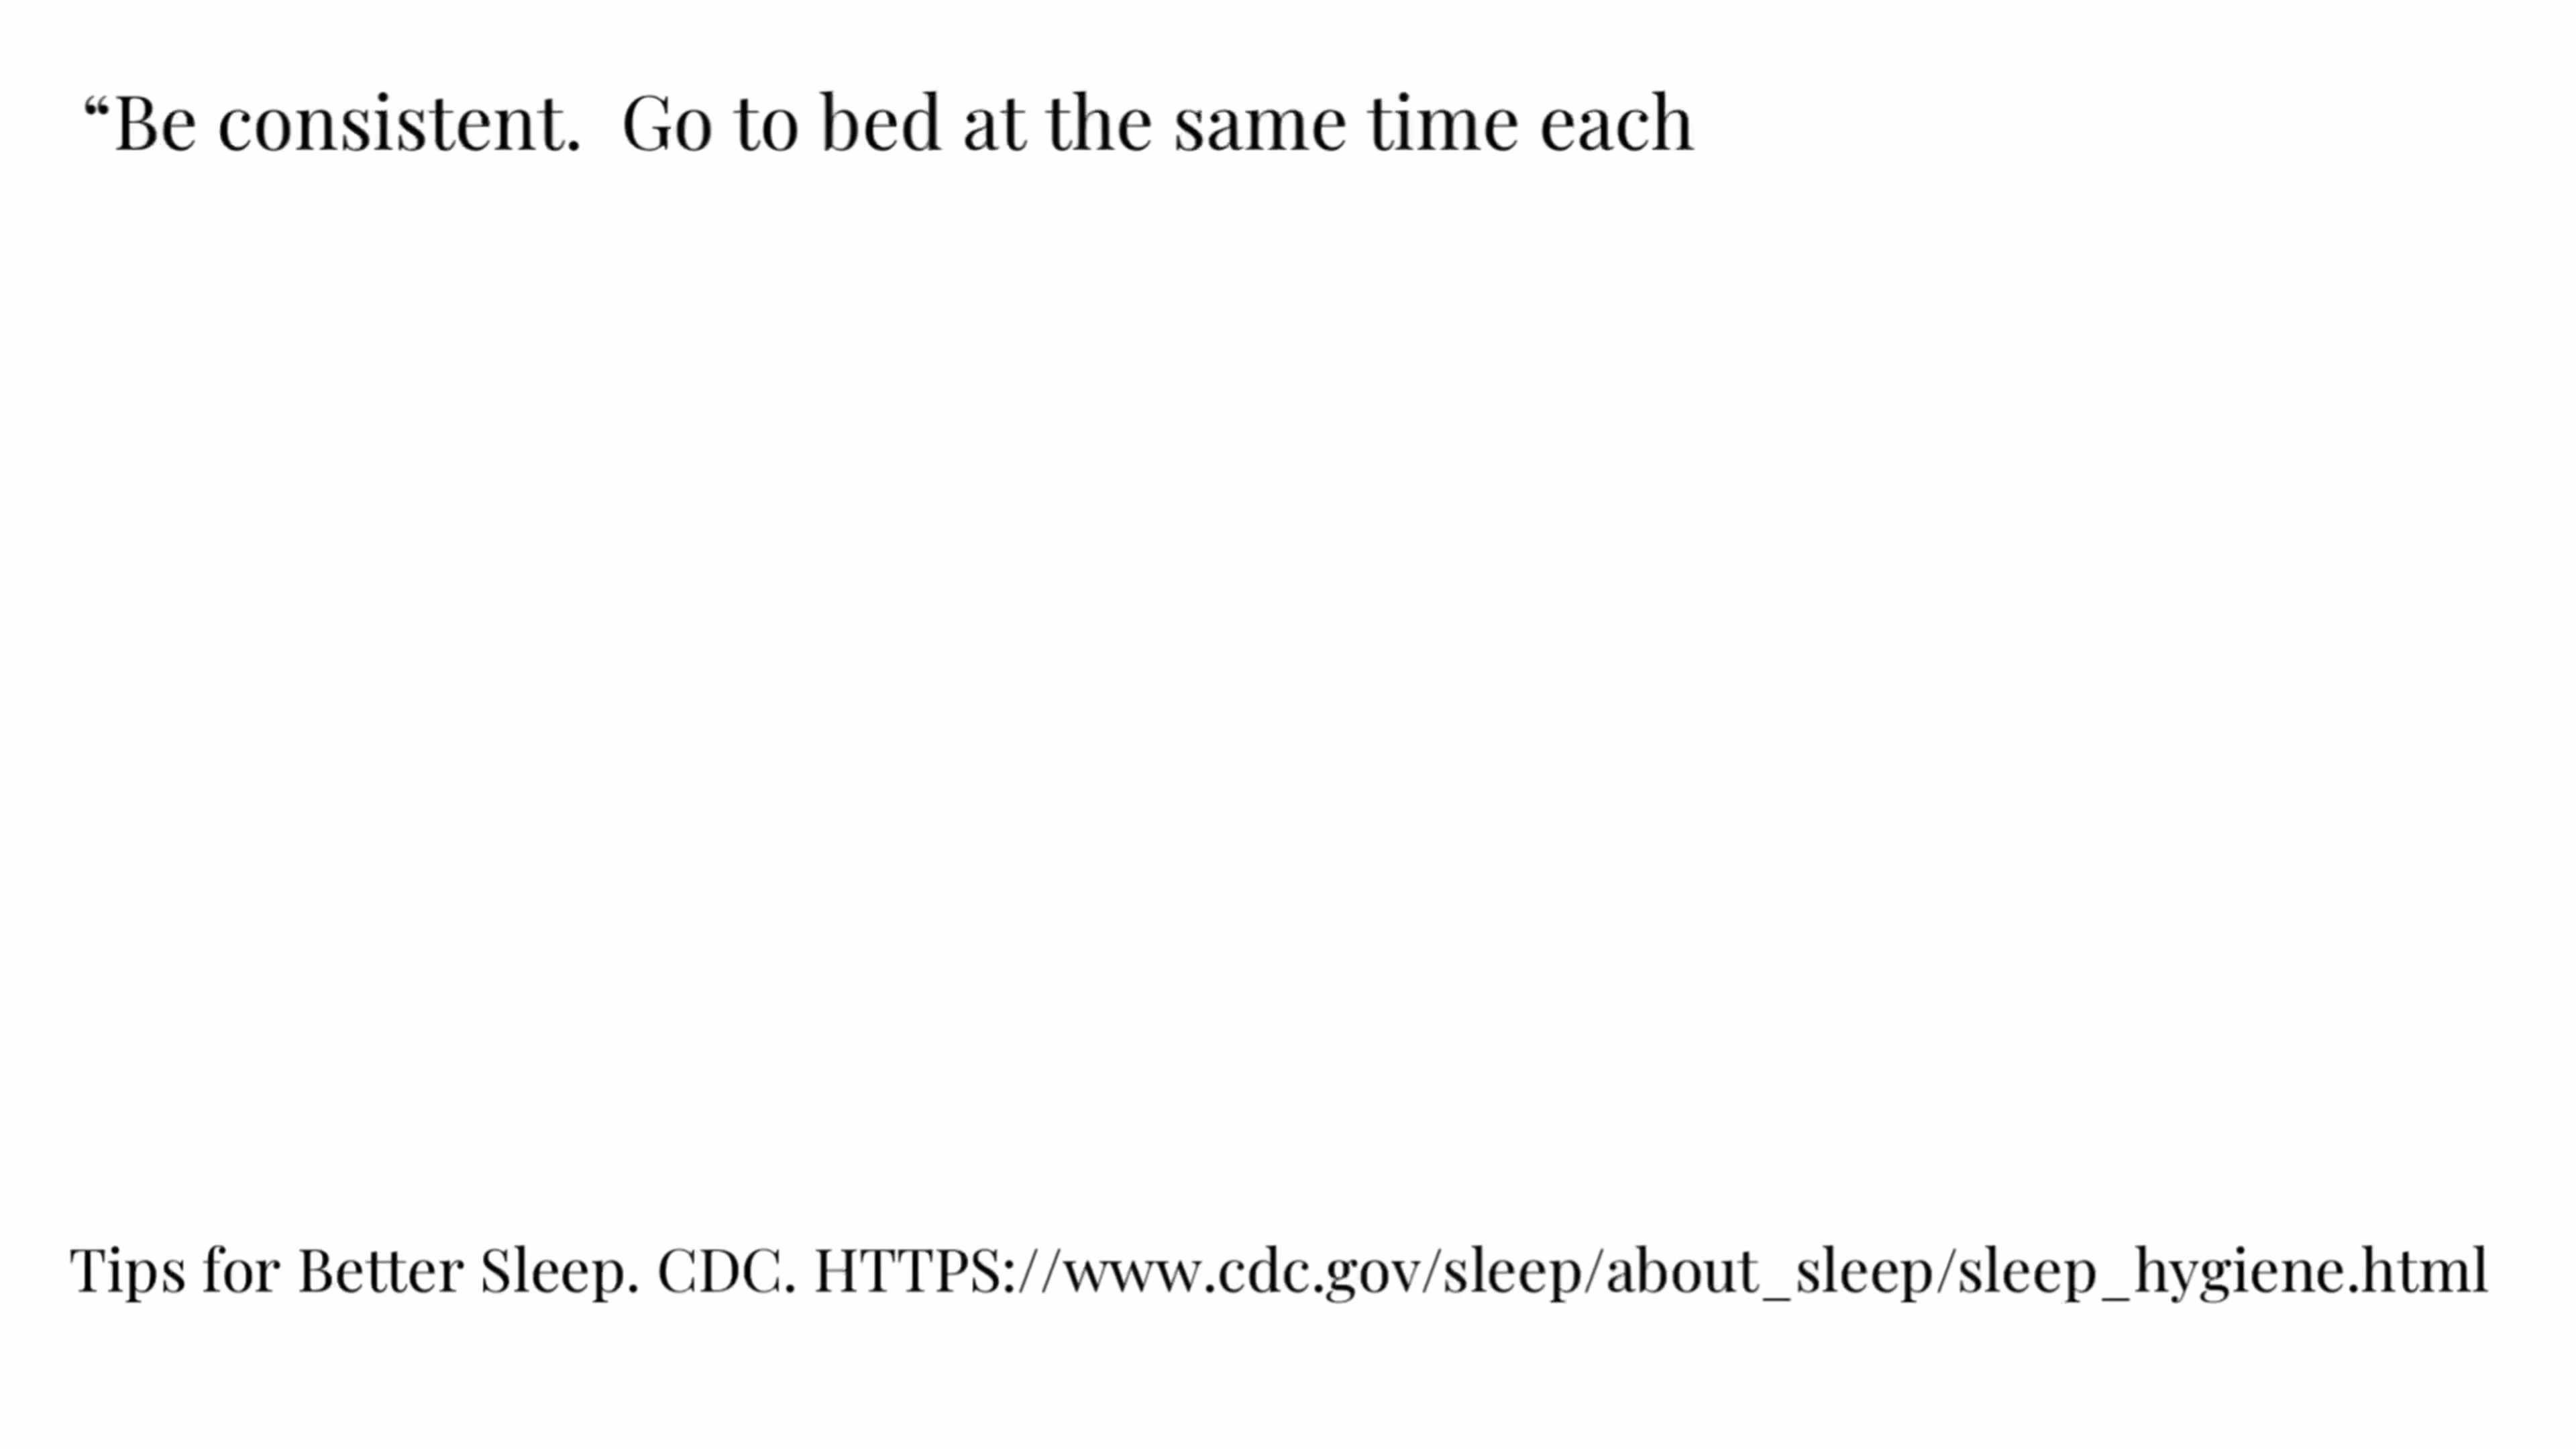 “Be consistent.  Go to bed at the same time each
Tips for Better Sleep. CDC. HTTPS://www.cdc.gov/sleep/about_sleep/sleep_hygiene.html